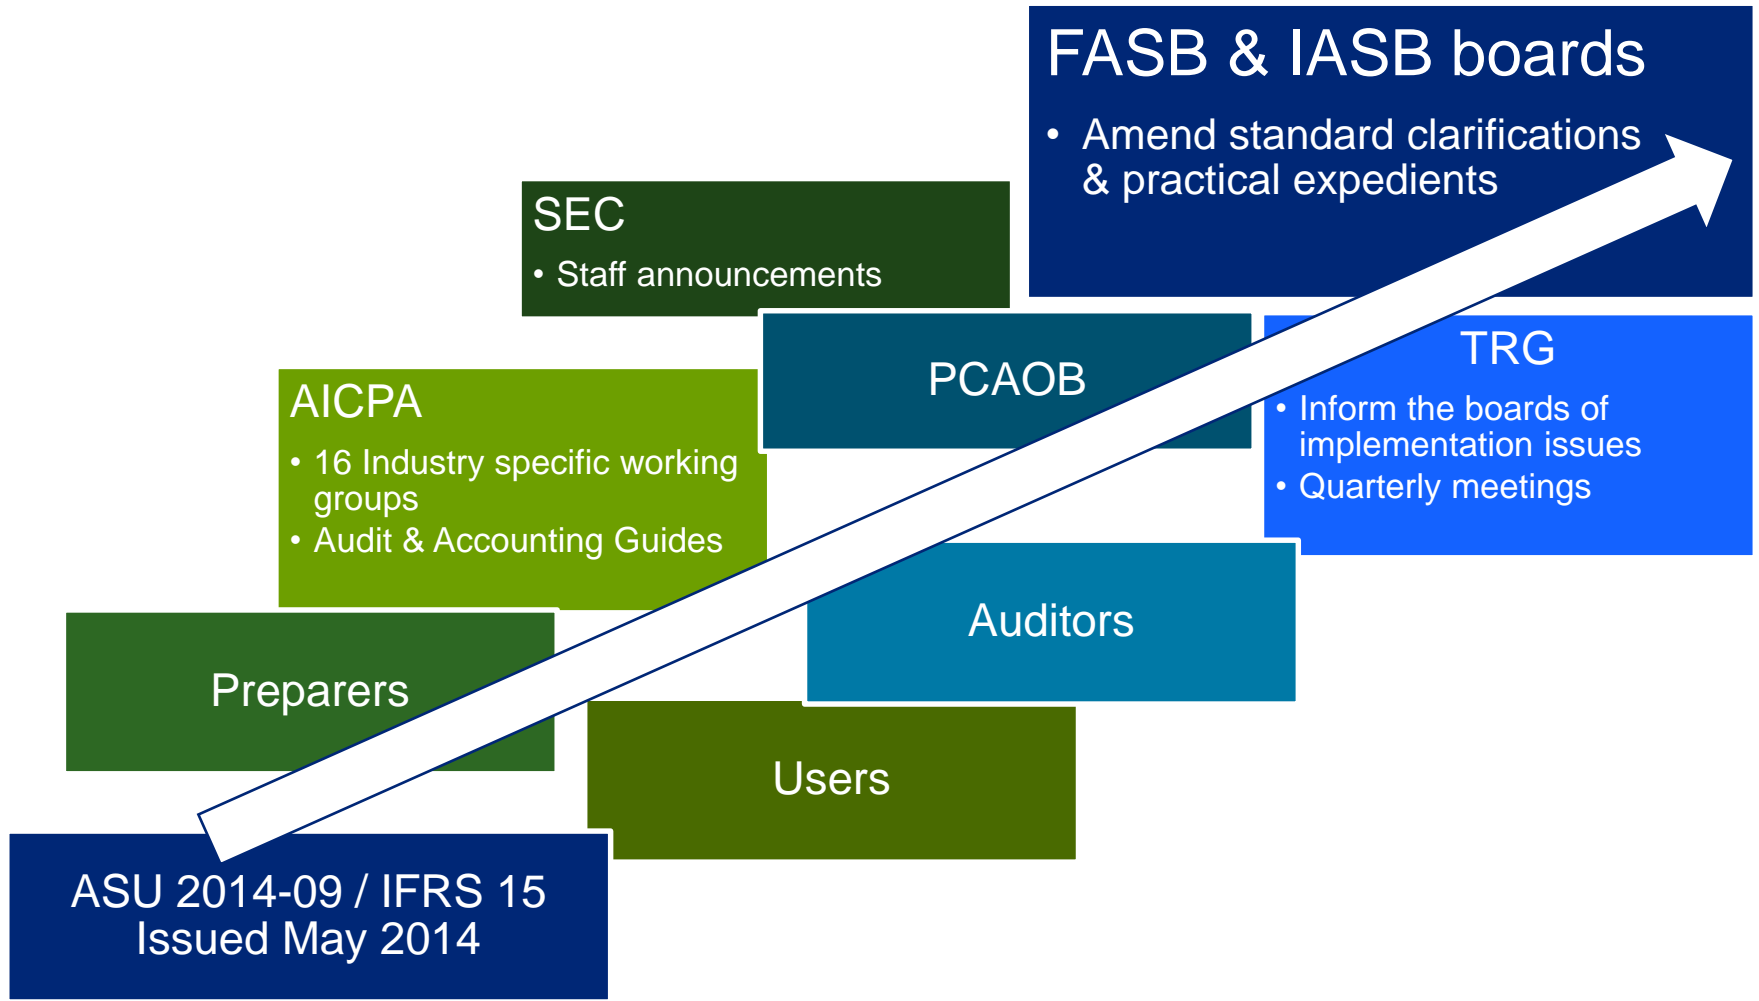 FASB & IASB boards
• Amend standard clarifications
& practical expedients
SEC
• Staff announcements
PCAOB
TRG
• Inform the boards of
implementation issues
• Quarterly meetings
AICPA
• 16 Industry specific working
groups
• Audit & Accounting Guides
Auditors
Preparers
Users
ASU 2014-09 / IFRS 15
Issued May 2014